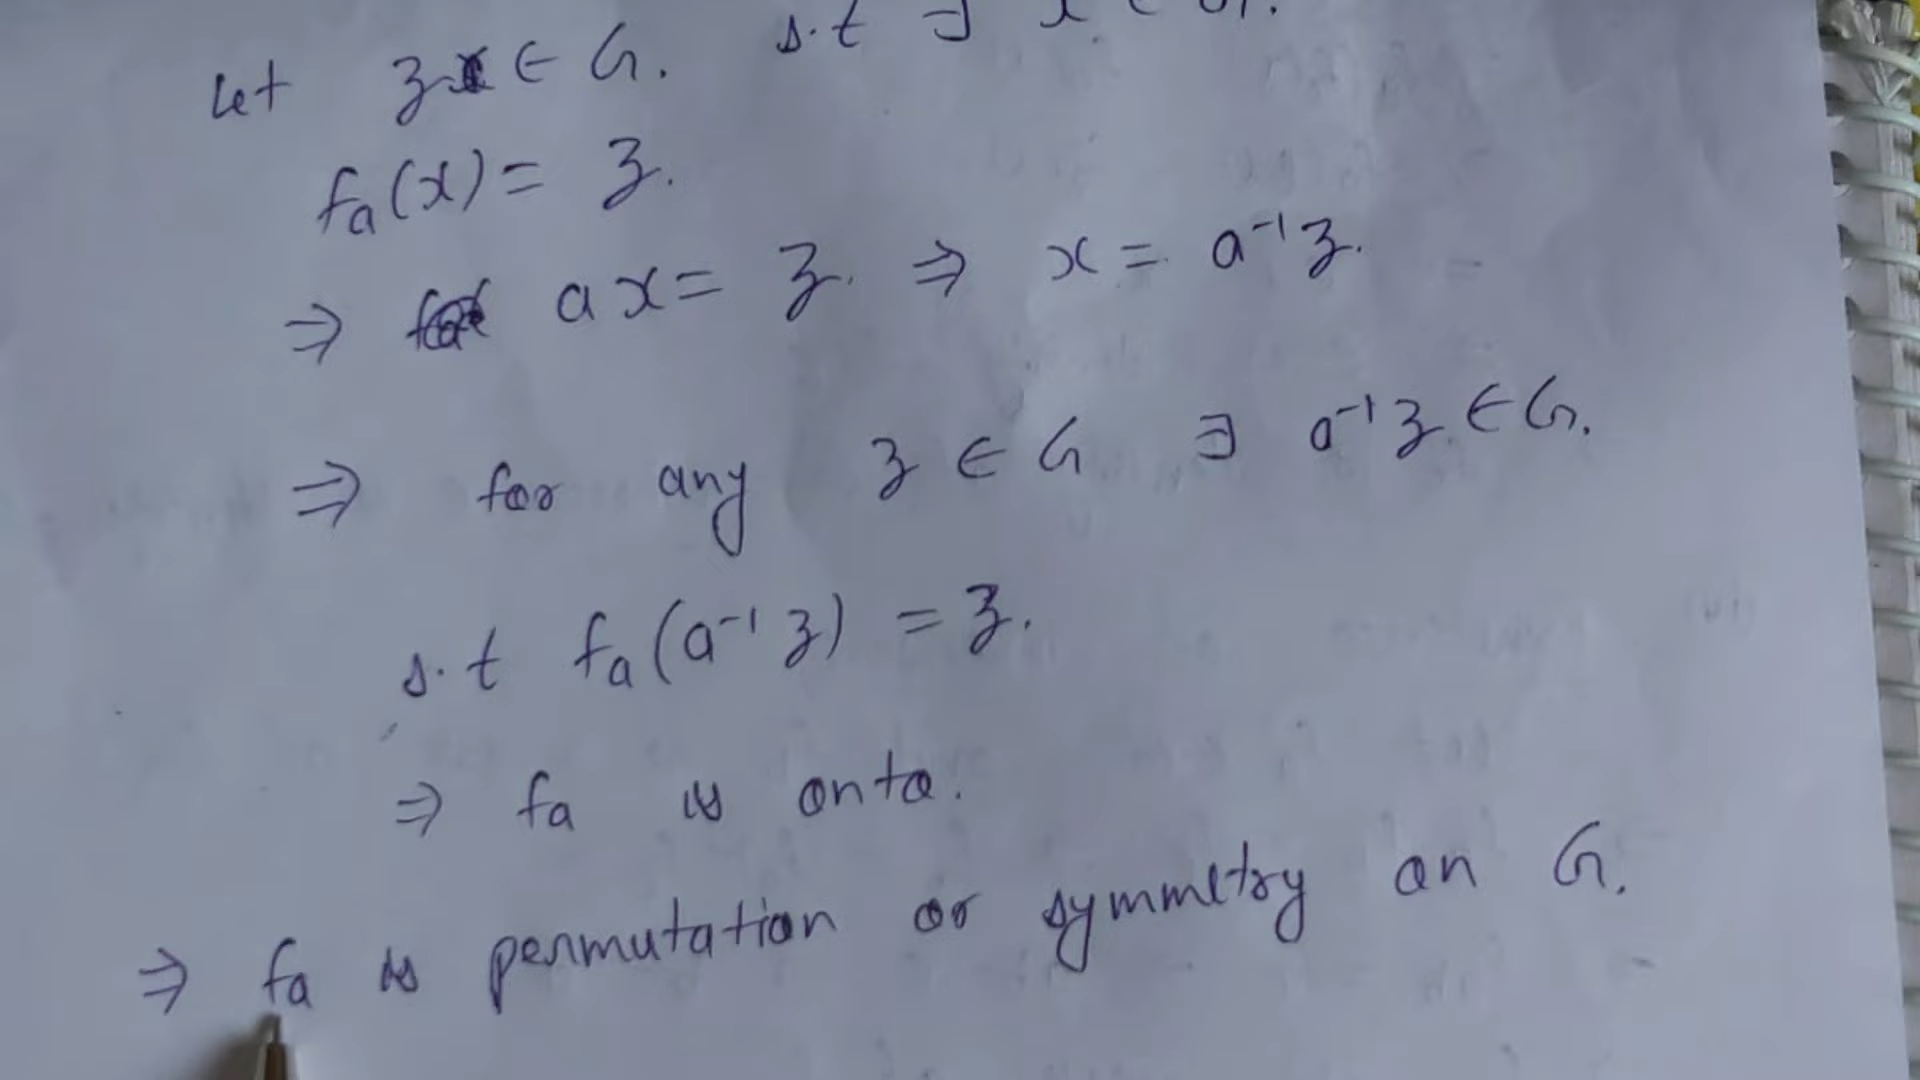 Let z ∈ G. s.t ∃ x ∈ G.
fa(x) = z.
⇒ ax = z. ⇒ x = a⁻¹z.
⇒ for any z ∈ G ∃ a⁻¹z ∈ G.
s.t fa(a⁻¹z) = z.
⇒ fa is onto.
⇒ fa is permutation or symmetry on G.